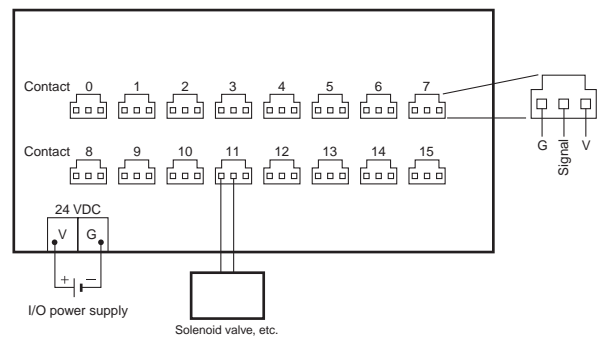 Contact 0 1 2 3 4 5 6 7
G Signal V
Contact 8 9 10 11 12 13 14 15
24 VDC
V G
+ −
I/O power supply
Solenoid valve, etc.